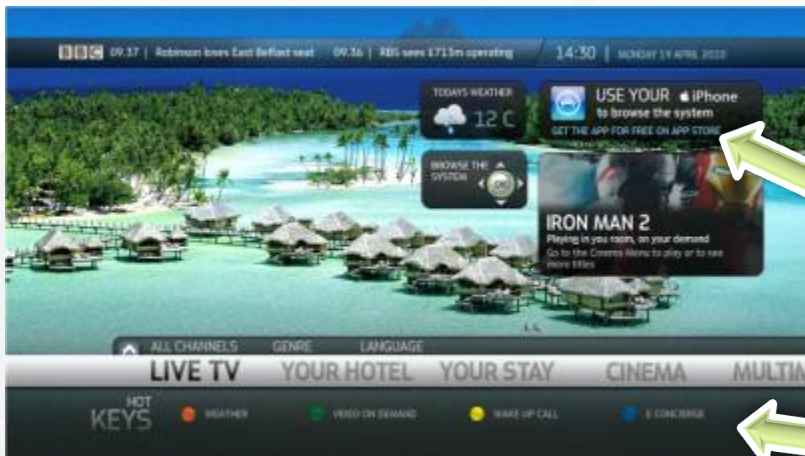 BBC 09.37 | Robinson loses East Belfast seat 09.36 | RBS sees £713m operating 14:30 | MONDAY 19 APRIL 2010
TODAYS WEATHER
12 C
USE YOUR iPhone
to browse the system
GET THE APP FOR FREE ON APP STORE
BROWSE THE
SYSTEM
OK
IRON MAN 2
Playing in you room, on your demand
Go to the Cinema Menu to play or to see
more titles
ALL CHANNELS GENRE LANGUAGE
LIVE TV YOUR HOTEL YOUR STAY CINEMA MULTIM
HOT
KEYS WEATHER VIDEO ON DEMAND WAKE UP CALL E CONCIERGE